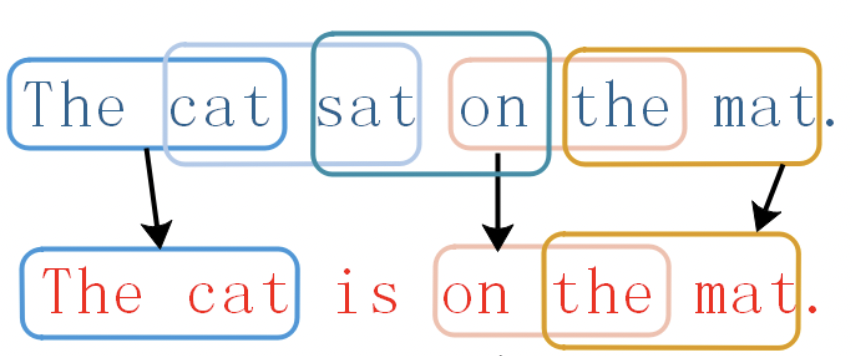 The cat sat on the mat.
The cat is on the mat.